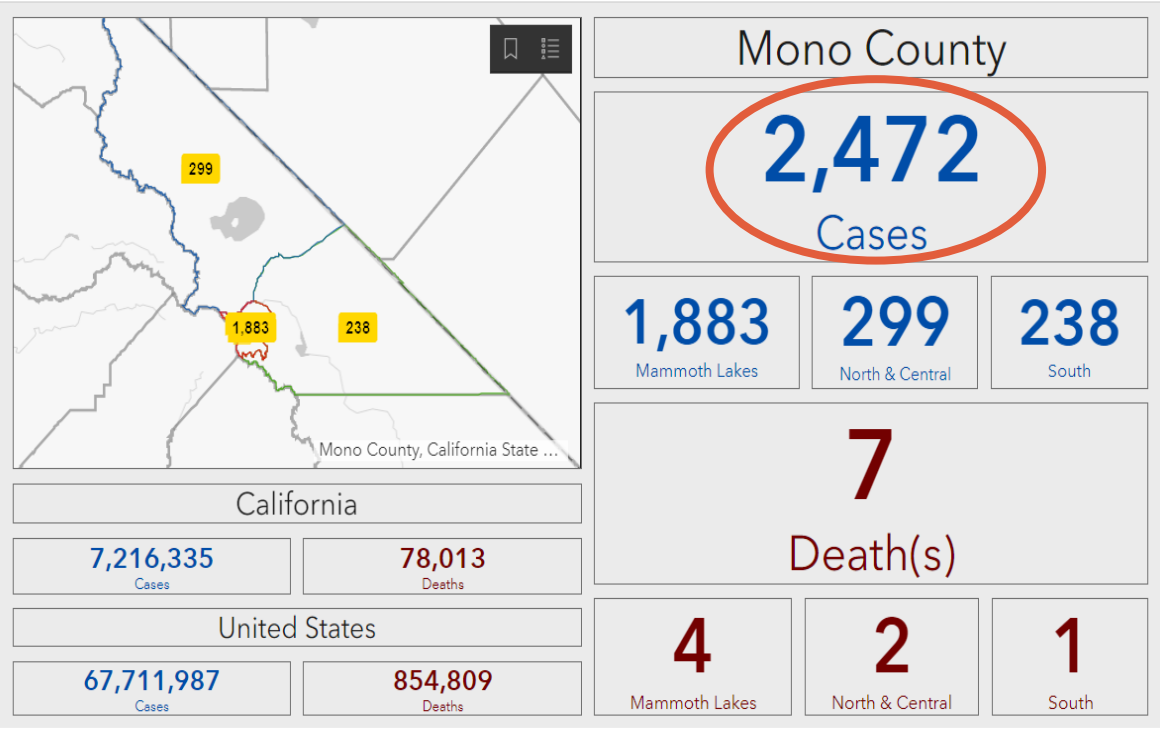 299
1,883
238
Mono County, California State ...
California
7,216,335
Cases
78,013
Deaths
United States
67,711,987
Cases
854,809
Deaths
Mono County
2,472
Cases
1,883
Mammoth Lakes
299
North & Central
238
South
7
Death(s)
4
Mammoth Lakes
2
North & Central
1
South